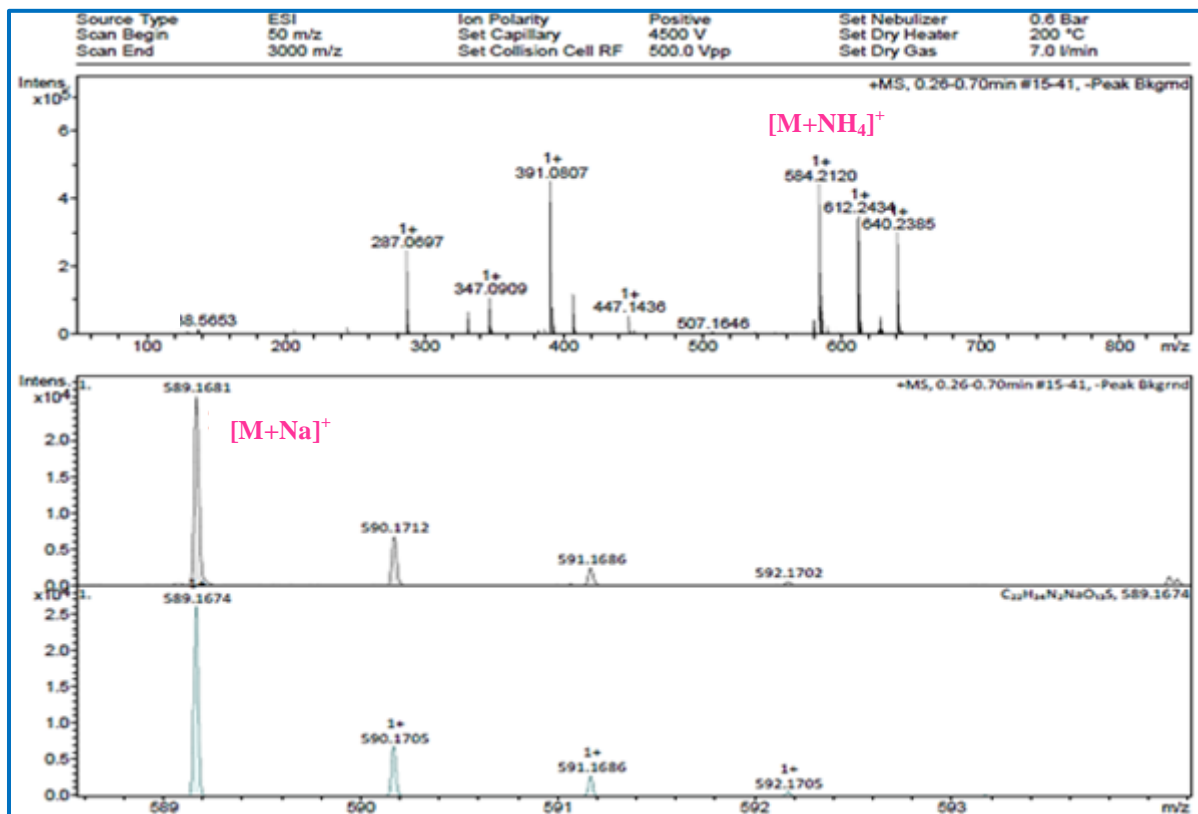 Source Type ESI Ion Polarity Positive Set Nebulizer 0.6 Bar
Scan Begin 50 m/z Set Capillary 4500 V Set Dry Heater 200 °C
Scan End 3000 m/z Set Collision Cell RF 500.0 Vpp Set Dry Gas 7.0 l/min
Intens.
x10⁵
+MS, 0.26-0.70min #15-41, -Peak Bkgrnd
[M+NH₄]⁺
6
4
2
0
1+
391.0807
1+
584.2120
1+
612.2434
1+
640.2385
1+
287.0697
1+
347.0909
1+
447.1436
507.1646
100 200 300 400 500 600 700 800 m/z
Intens.
x10⁴
589.1681
+MS, 0.26-0.70min #15-41, -Peak Bkgrnd
[M+Na]⁺
2.0
1.5
1.0
0.5
0.0
590.1712
591.1686
592.1702
x10⁴
589.1674
2.5
2.0
1.5
1.0
0.5
0.0
1+
590.1705
1+
591.1686
1+
592.1705
589 590 591 592 593 m/z